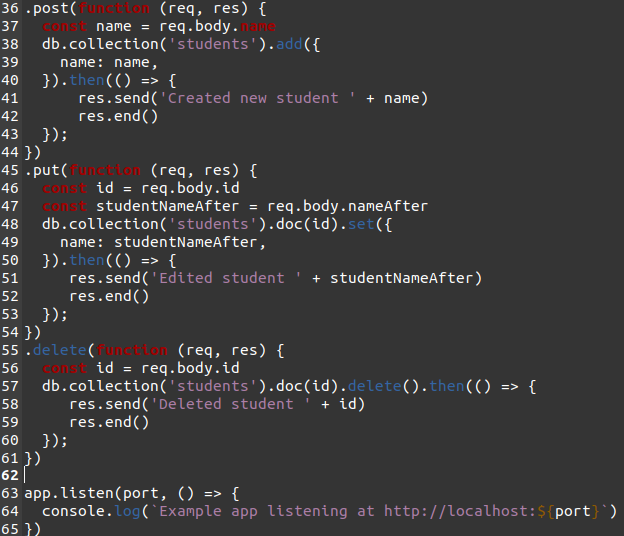 36 .post(function (req, res) {
37   const name = req.body.name
38   db.collection('students').add({
39     name: name,
40   }).then(() => {
41       res.send('Created new student ' + name)
42       res.end()
43   });
44 })
45 .put(function (req, res) {
46   const id = req.body.id
47   const studentNameAfter = req.body.nameAfter
48   db.collection('students').doc(id).set({
49     name: studentNameAfter,
50   }).then(() => {
51      res.send('Edited student ' + studentNameAfter)
52      res.end()
53   });
54 })
55 .delete(function (req, res) {
56   const id = req.body.id
57   db.collection('students').doc(id).delete().then(() => {
58      res.send('Deleted student ' + id)
59      res.end()
60   });
61 })
62
63 app.listen(port, () => {
64   console.log(`Example app listening at http://localhost:${port}`)
65 })